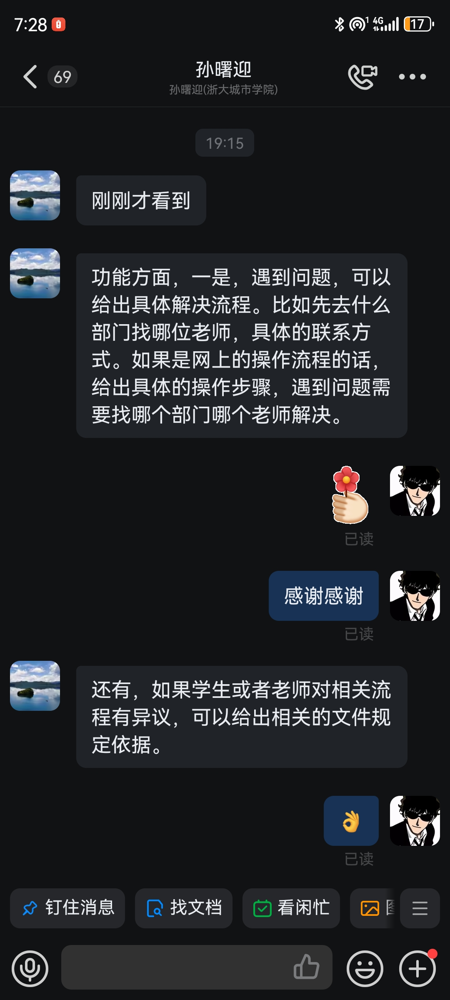 7:28
1 4G 17
69
孙曙迎
孙曙迎(浙大城市学院)
19:15
刚刚才看到
功能方面，一是，遇到问题，可以
给出具体解决流程。比如先去什么
部门找哪位老师，具体的联系方
式。如果是网上的操作流程的话，
给出具体的操作步骤，遇到问题需
要找哪个部门哪个老师解决。
已读
感谢感谢
已读
还有，如果学生或者老师对相关流
程有异议，可以给出相关的文件规
定依据。
👌
已读
钉住消息
找文档
看闲忙